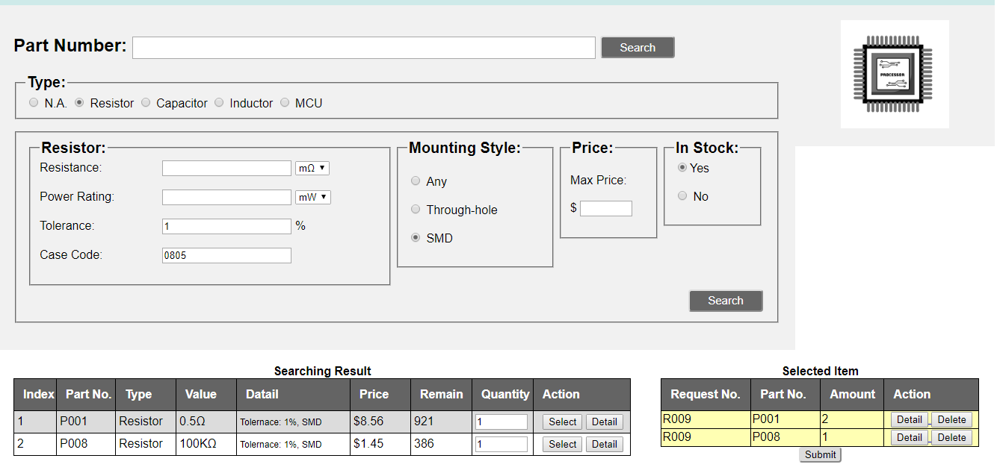 Part Number: Search
PROCESSOR
Type:
N.A. Resistor Capacitor Inductor MCU
Resistor:
Resistance: mΩ
Power Rating: mW
Tolerance: 1 %
Case Code: 0805
Mounting Style:
Any
Through-hole
SMD
Price:
Max Price:
$
In Stock:
Yes
No
Search
Searching Result
Index Part No. Type Value Datail Price Remain Quantity Action
1 P001 Resistor 0.5Ω Tolernace: 1%, SMD $8.56 921 1 Select Detail
2 P008 Resistor 100KΩ Tolernace: 1%, SMD $1.45 386 1 Select Detail
Selected Item
Request No. Part No. Amount Action
R009 P001 2 Detail Delete
R009 P008 1 Detail Delete
Submit